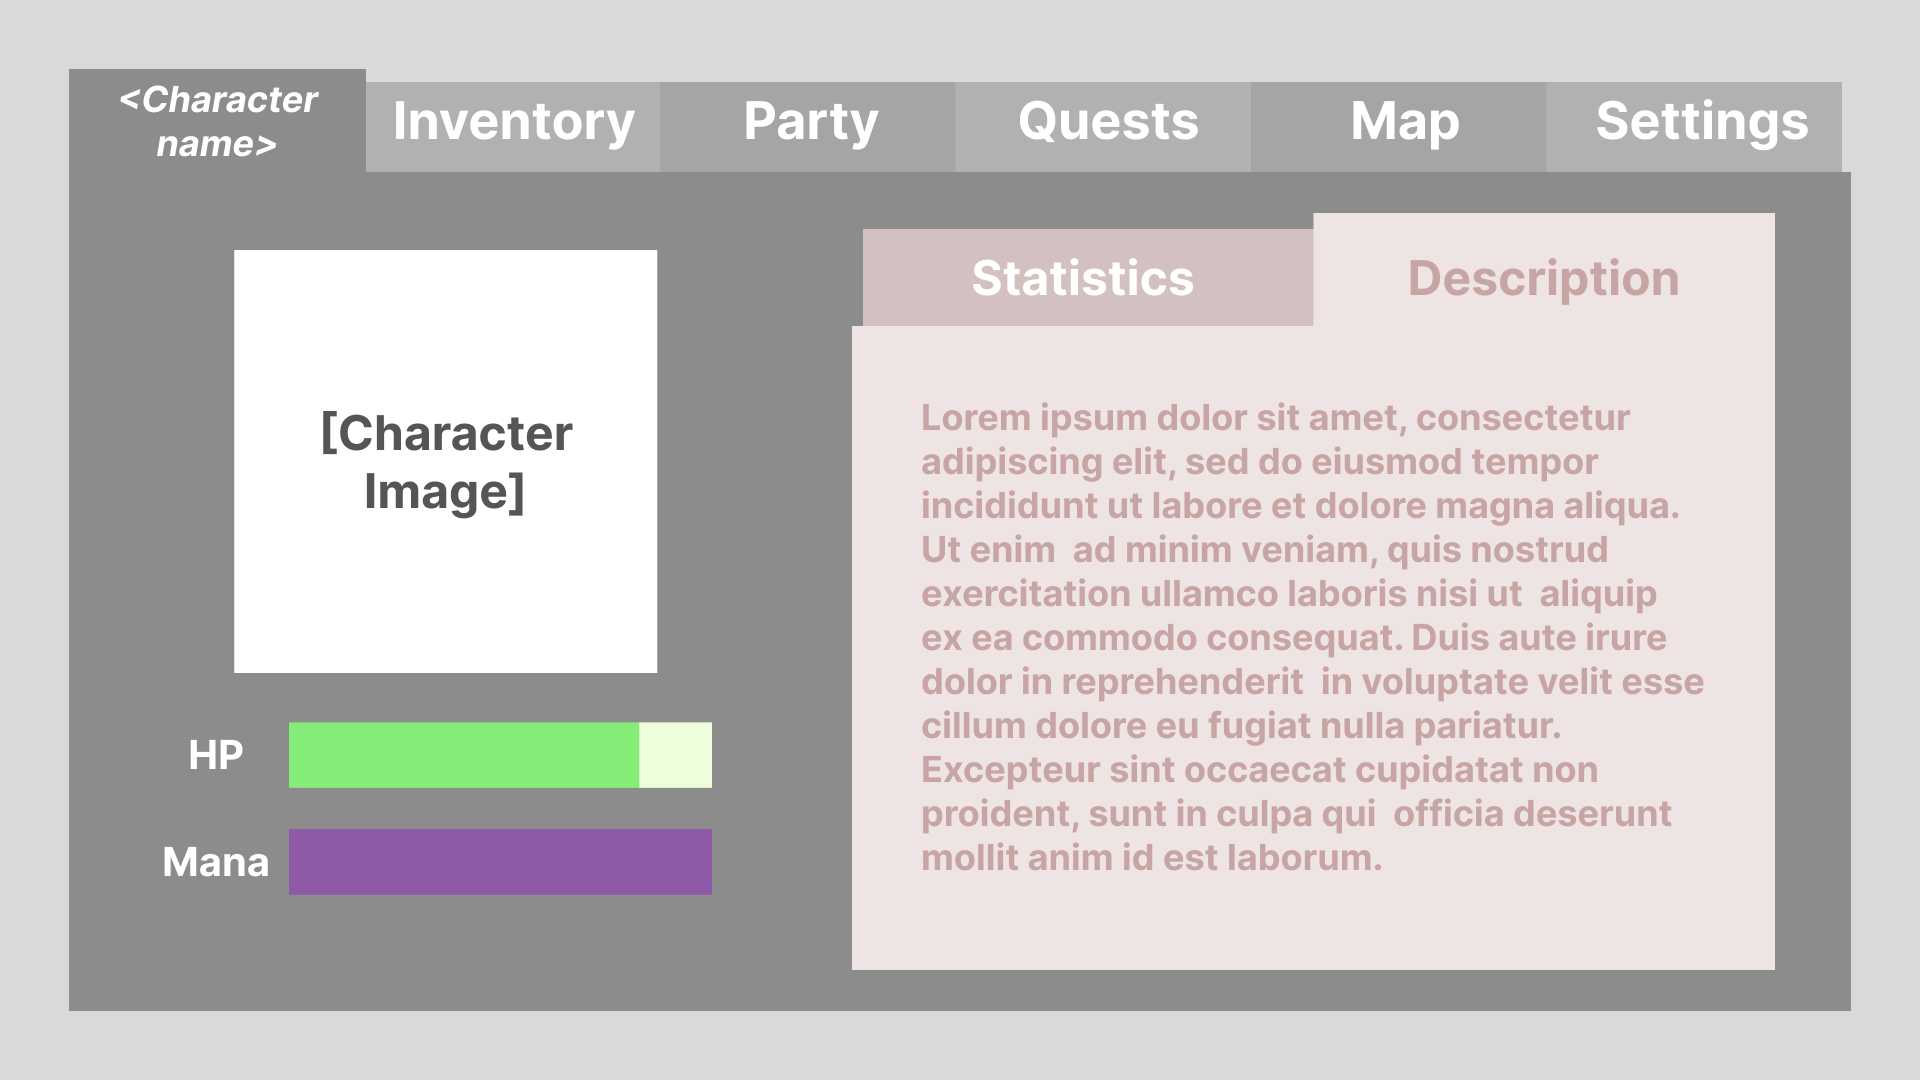 <Character
name>
Inventory
Party
Quests
Map
Settings
[Character
Image]
HP
Mana
Statistics
Description
Lorem ipsum dolor sit amet, consectetur
adipiscing elit, sed do eiusmod tempor
incididunt ut labore et dolore magna aliqua.
Ut enim  ad minim veniam, quis nostrud
exercitation ullamco laboris nisi ut  aliquip
ex ea commodo consequat. Duis aute irure
dolor in reprehenderit  in voluptate velit esse
cillum dolore eu fugiat nulla pariatur.
Excepteur sint occaecat cupidatat non
proident, sunt in culpa qui  officia deserunt
mollit anim id est laborum.